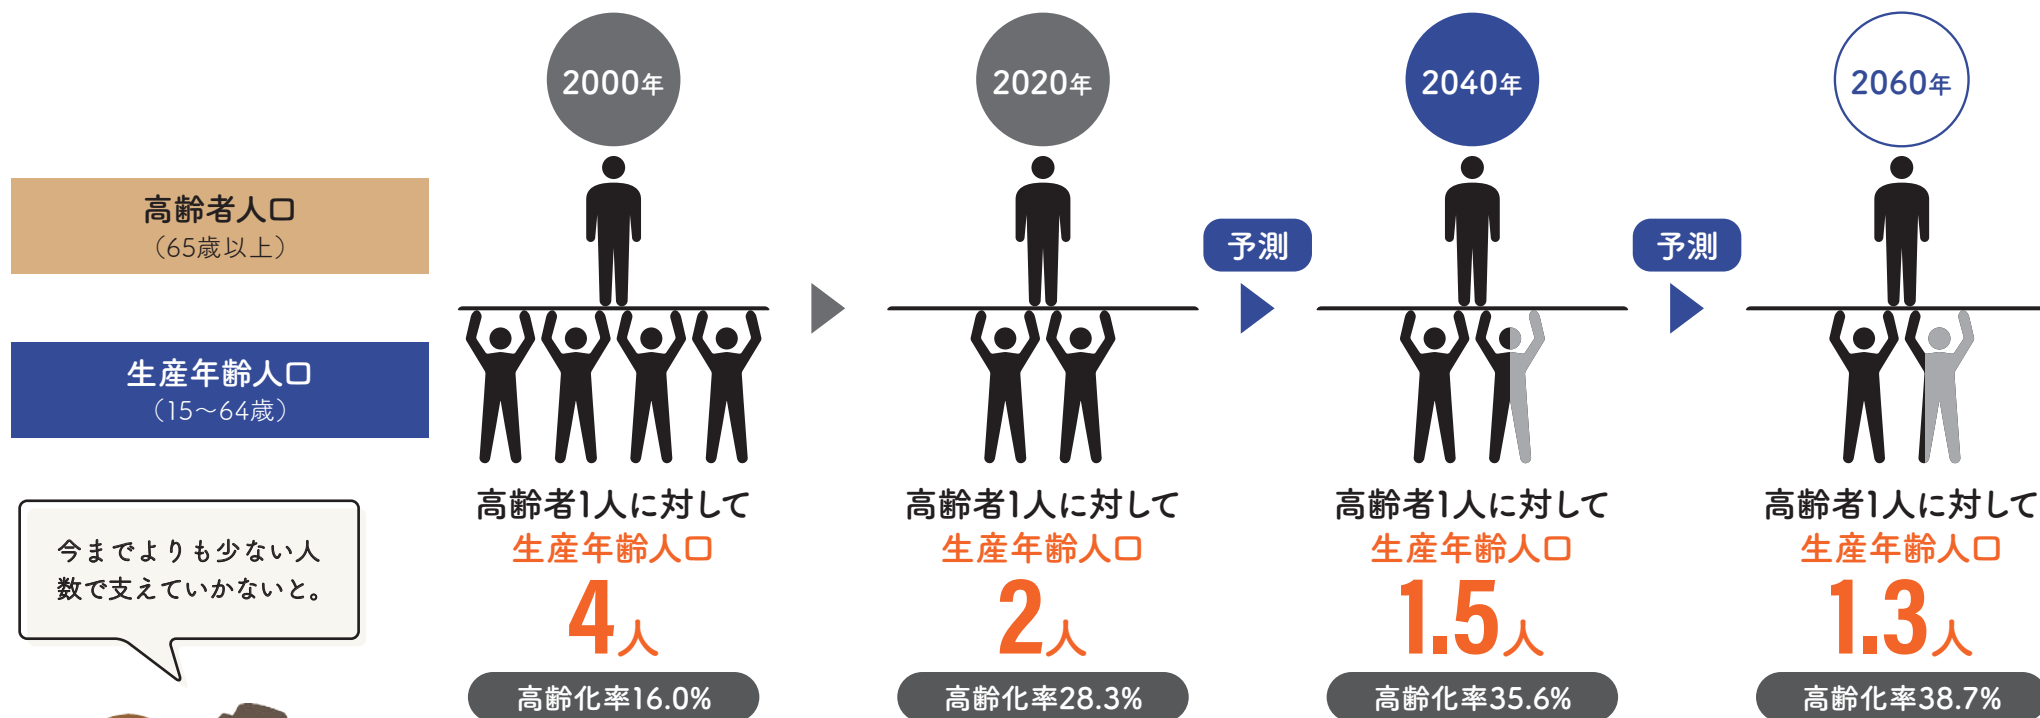 2000年
2020年
2040年
2060年
高齢者人口
（65歳以上）
予測
予測
生産年齢人口
（15～64歳）
今までよりも少ない人
数で支えていかないと。
高齢者1人に対して
生産年齢人口
4人
高齢化率16.0%
高齢者1人に対して
生産年齢人口
2人
高齢化率28.3%
高齢者1人に対して
生産年齢人口
1.5人
高齢化率35.6%
高齢者1人に対して
生産年齢人口
1.3人
高齢化率38.7%